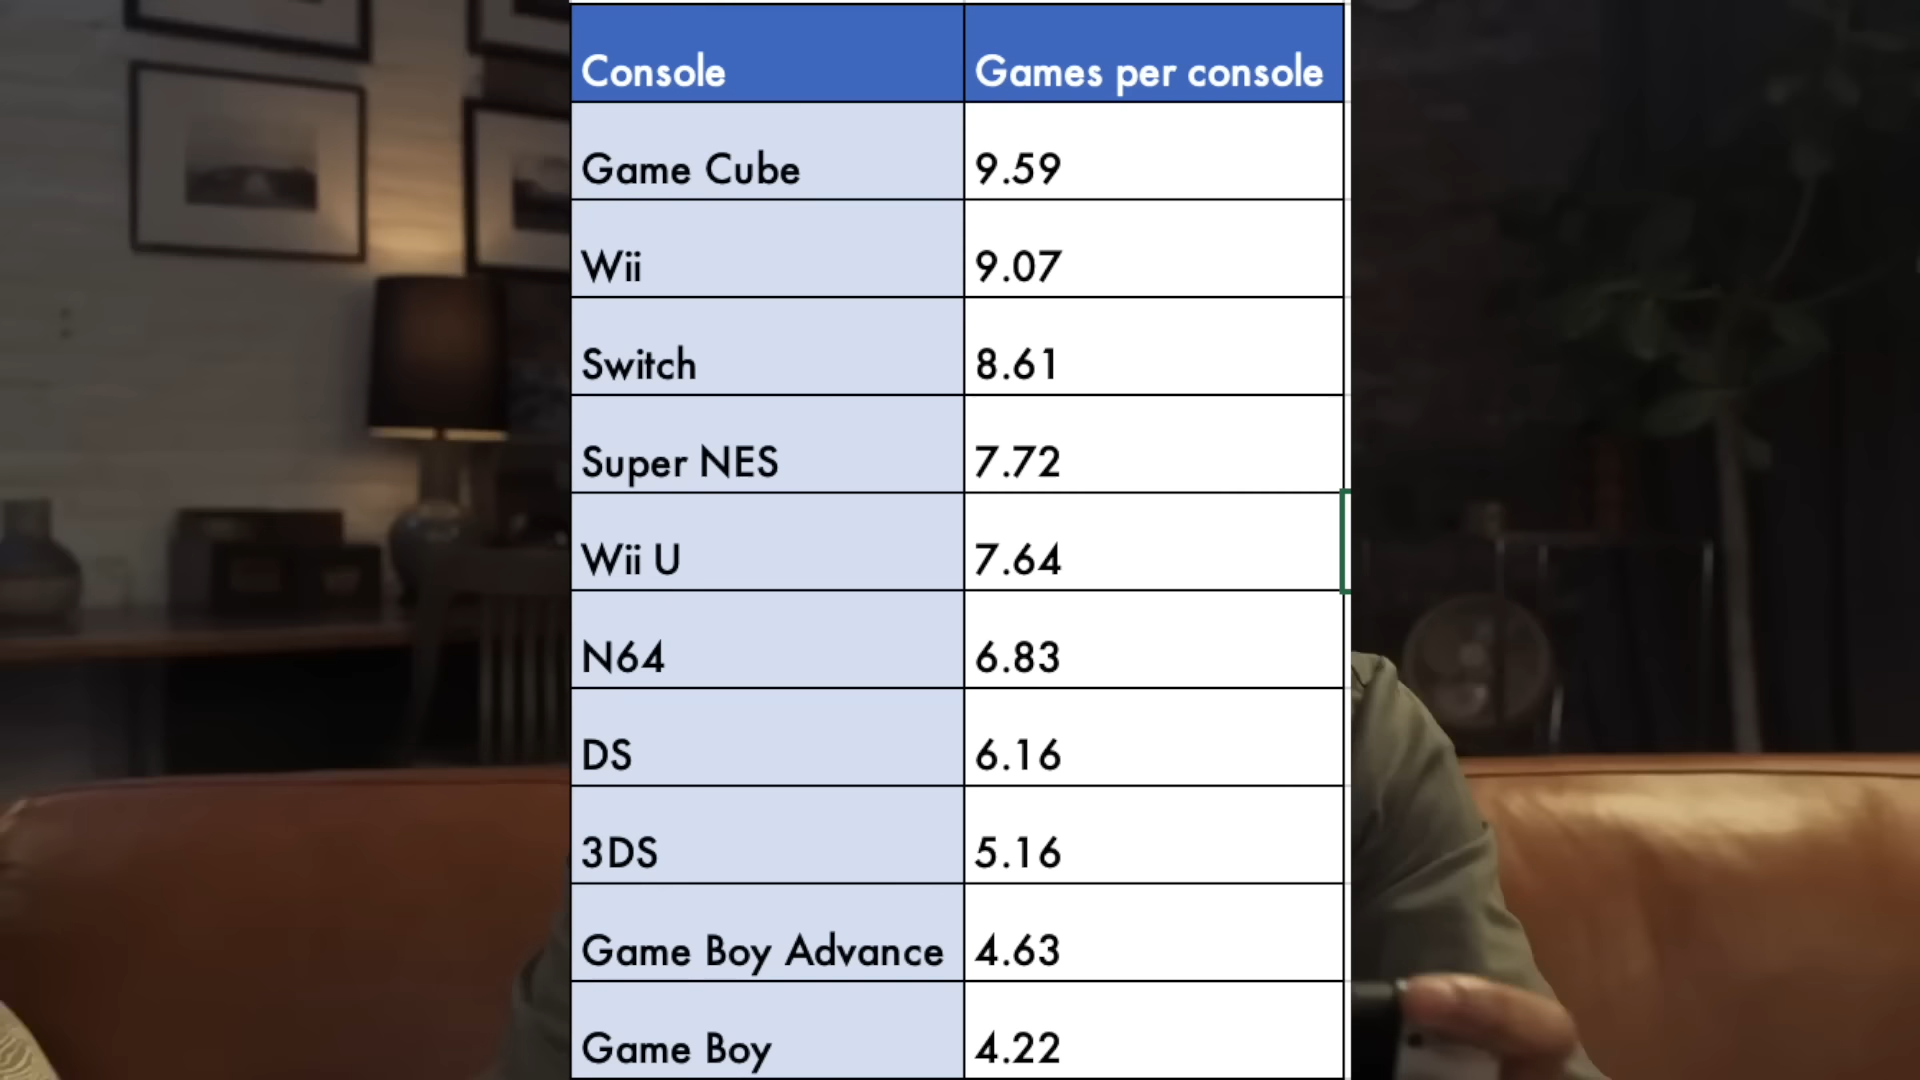 Console Games per console
Game Cube 9.59
Wii 9.07
Switch 8.61
Super NES 7.72
Wii U 7.64
N64 6.83
DS 6.16
3DS 5.16
Game Boy Advance 4.63
Game Boy 4.22